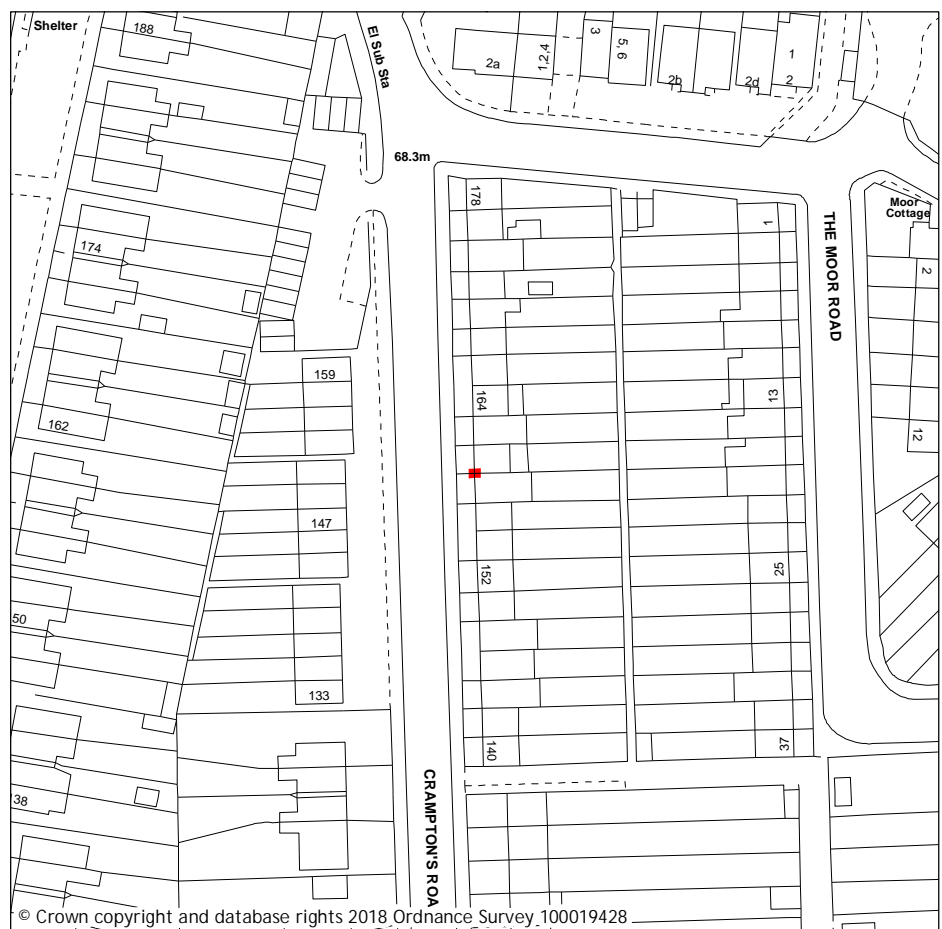 Shelter
188
El Sub Sta
2a
1,2,4
3
5, 6
2b
2d
1
2
68.3m
178
1
THE MOOR ROAD
Moor
Cottage
2
174
159
164
13
162
12
147
152
25
50
133
140
37
138
CRAMPTON'S ROA
© Crown copyright and database rights 2018 Ordnance Survey 100019428